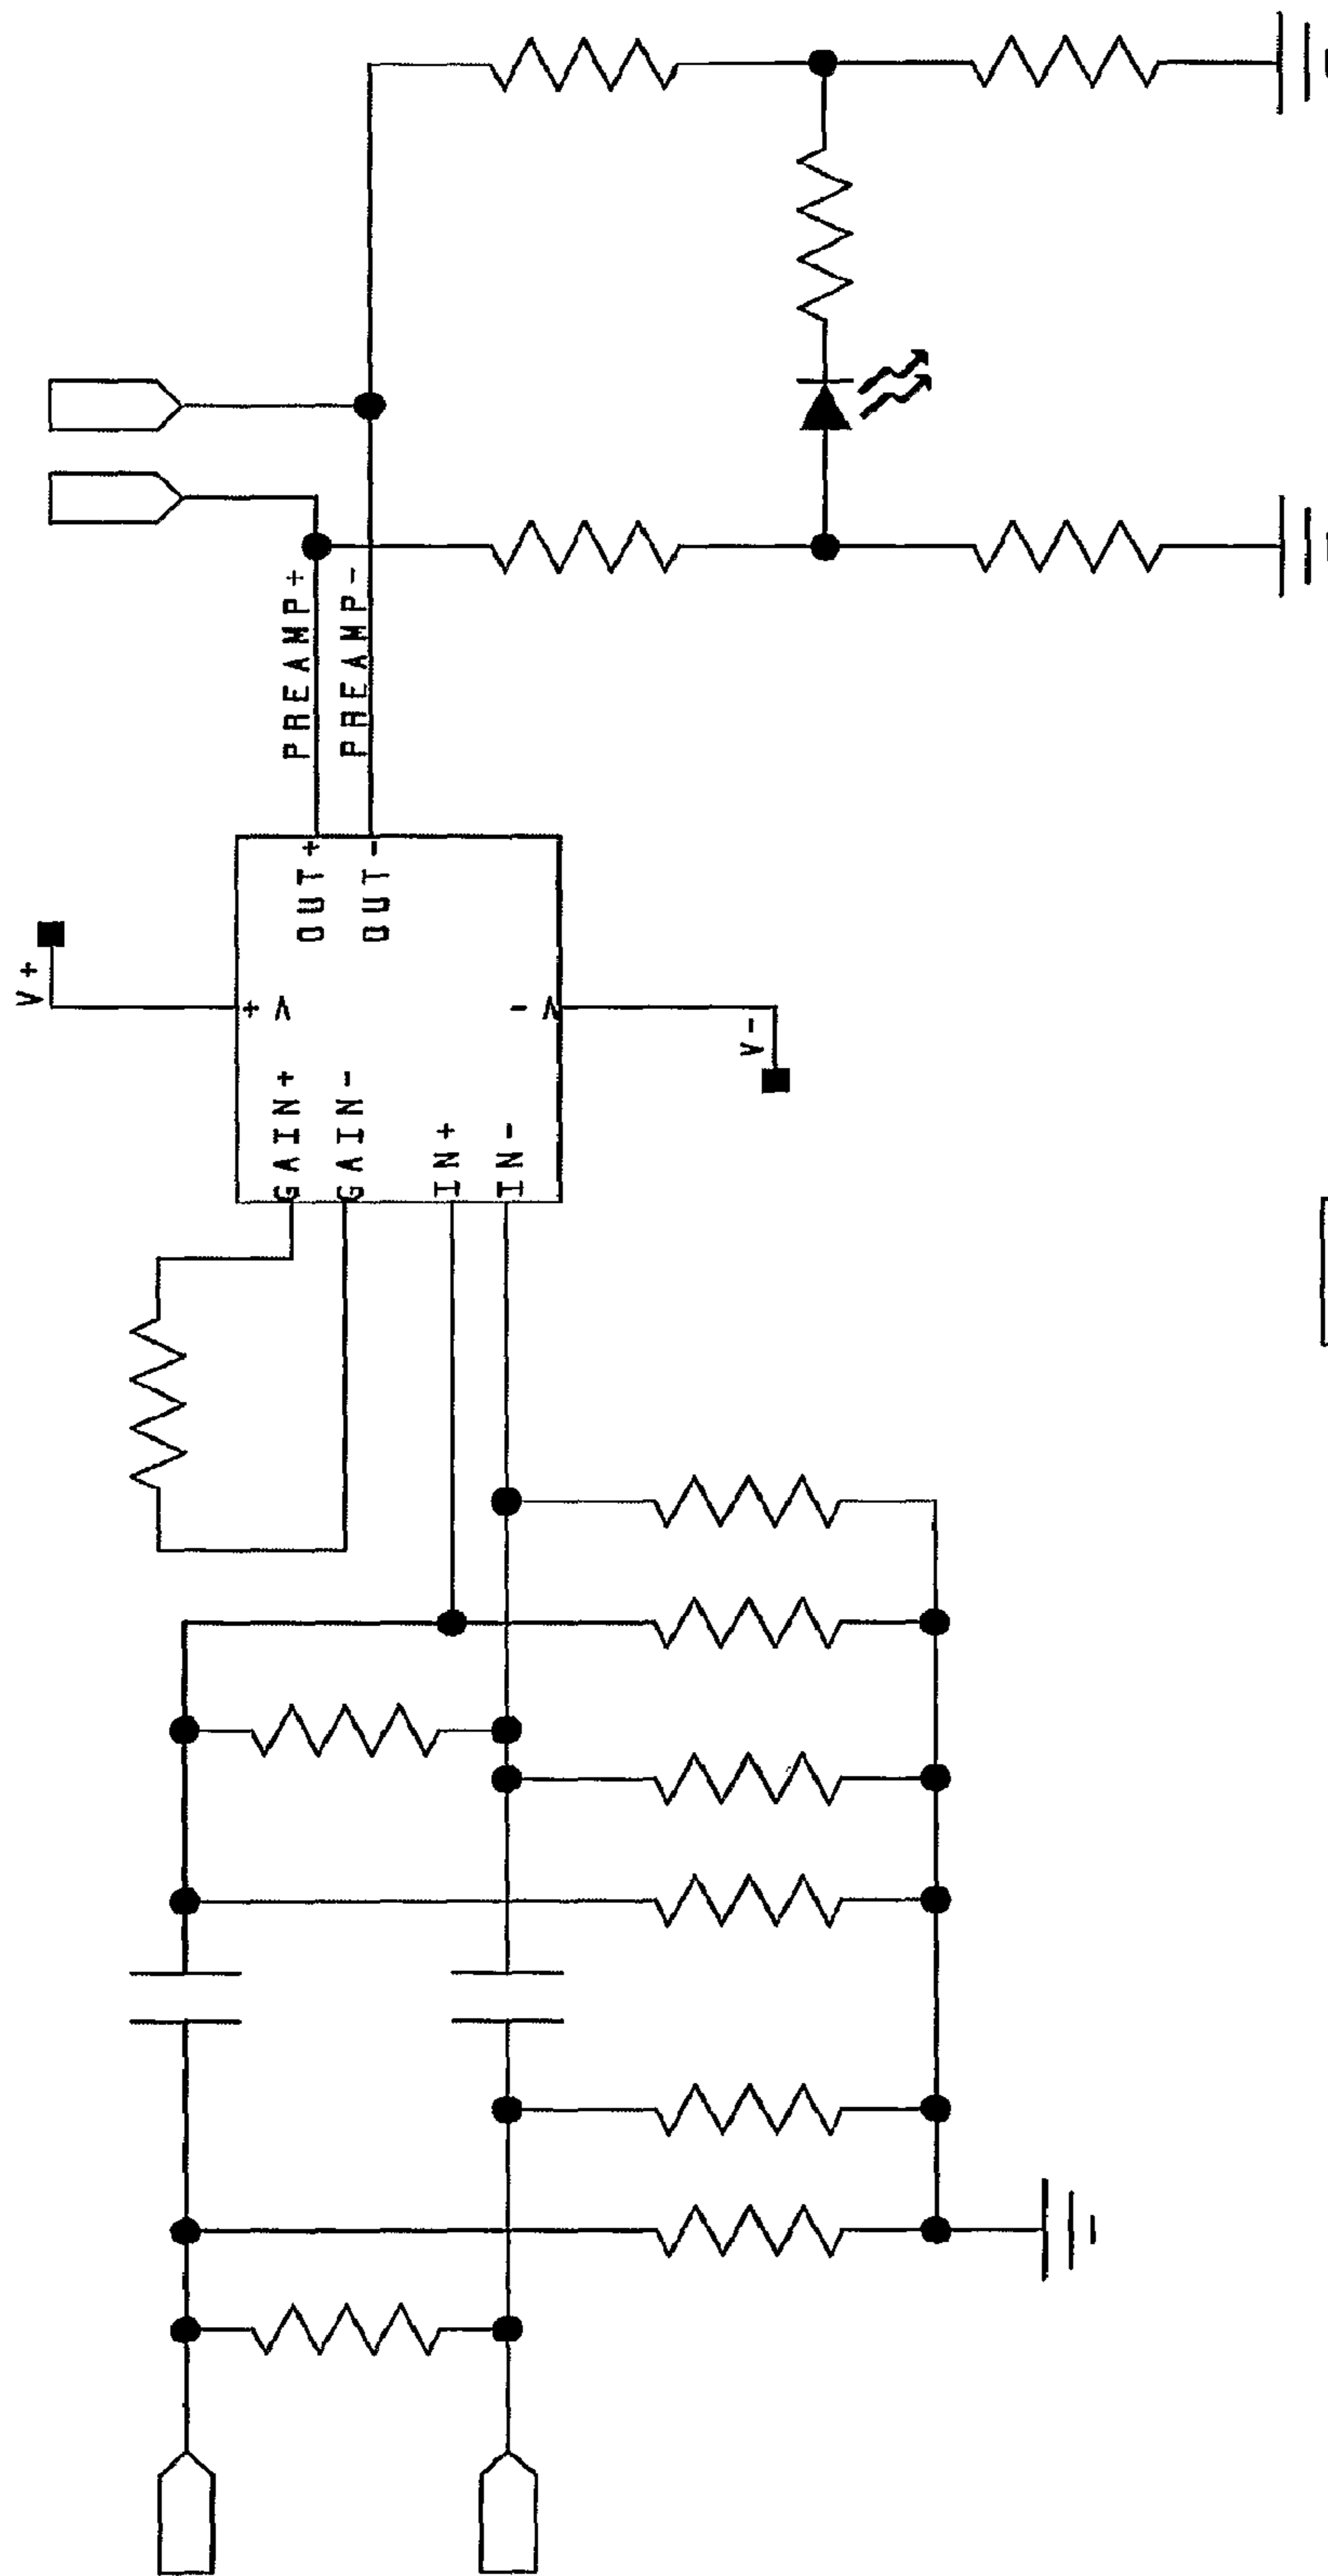 PREAMP+
PREAMP-
OUT+
OUT-
V+
+V
-V
V-
GAIN+
GAIN-
IN+
IN-